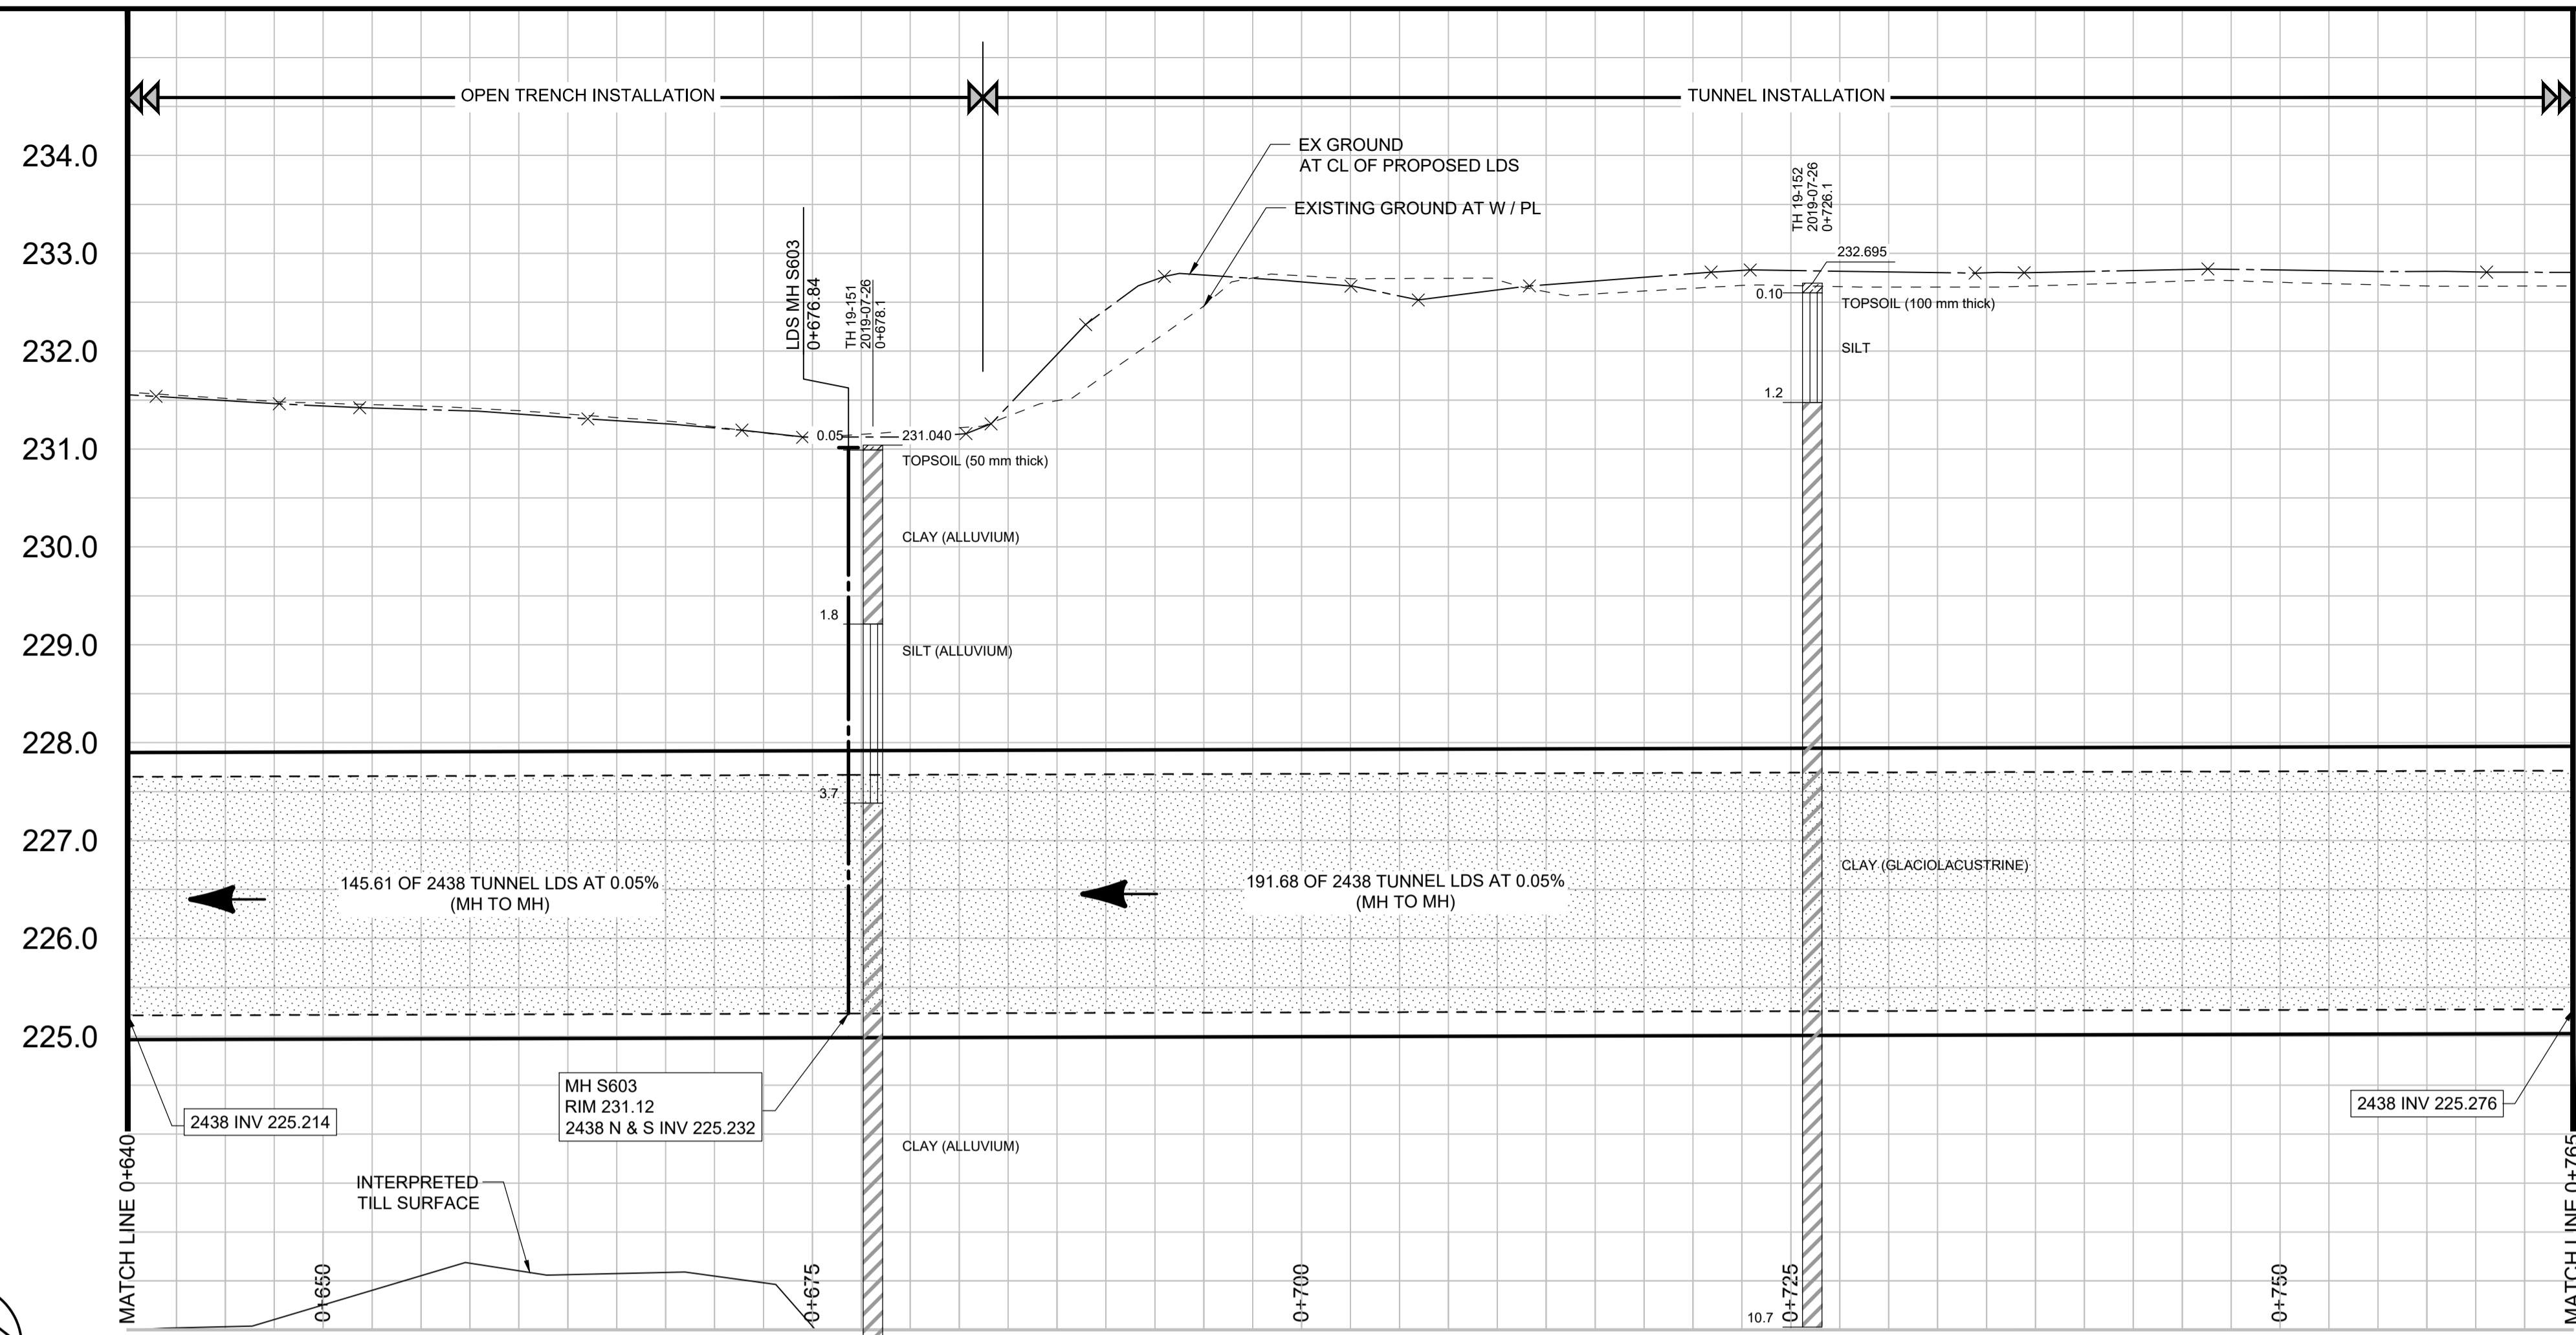 OPEN TRENCH INSTALLATION
TUNNEL INSTALLATION
234.0
233.0
232.0
231.0
230.0
229.0
228.0
227.0
226.0
225.0
EX GROUND
AT CL OF PROPOSED LDS
EXISTING GROUND AT W / PL
LDS MH S603
0+676.84
TH 19-151
2019-07-26
0+678.1
TH 19-152
2019-07-26
0+726.1
232.695
0.10
TOPSOIL (100 mm thick)
SILT
1.2
0.05
231.040
TOPSOIL (50 mm thick)
CLAY (ALLUVIUM)
1.8
SILT (ALLUVIUM)
3.7
CLAY (GLACIOLACUSTRINE)
145.61 OF 2438 TUNNEL LDS AT 0.05%
(MH TO MH)
191.68 OF 2438 TUNNEL LDS AT 0.05%
(MH TO MH)
2438 INV 225.214
MH S603
RIM 231.12
2438 N & S INV 225.232
2438 INV 225.276
CLAY (ALLUVIUM)
INTERPRETED
TILL SURFACE
10.7
MATCH LINE 0+640
0+650
0+675
0+700
0+725
0+750
MATCH LINE 0+765